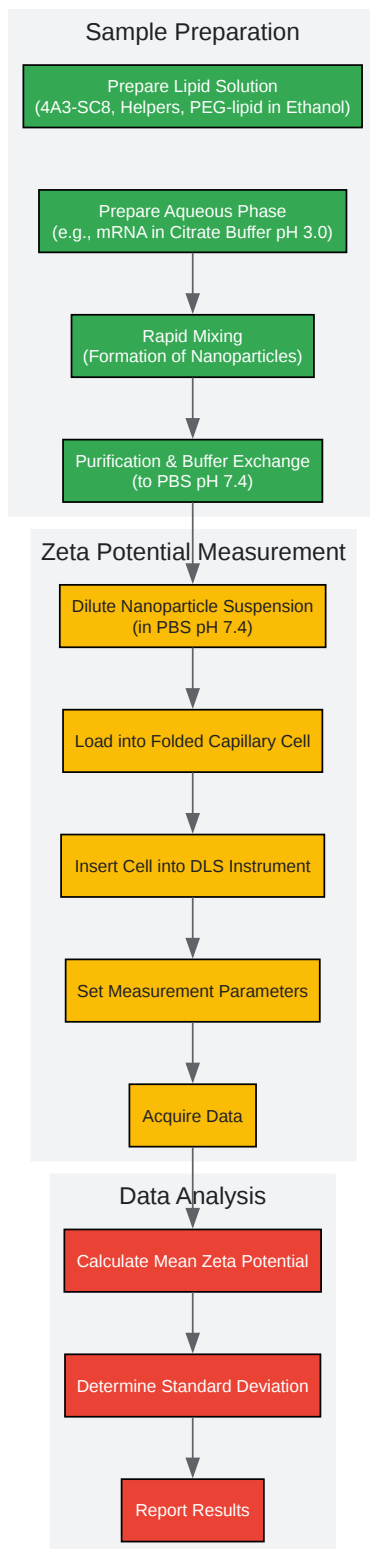 Sample Preparation
Prepare Lipid Solution
(4A3-SC8, Helpers, PEG-lipid in Ethanol)
Prepare Aqueous Phase
(e.g., mRNA in Citrate Buffer pH 3.0)
Rapid Mixing
(Formation of Nanoparticles)
Purification & Buffer Exchange
(to PBS pH 7.4)
Zeta Potential Measurement
Dilute Nanoparticle Suspension
(in PBS pH 7.4)
Load into Folded Capillary Cell
Insert Cell into DLS Instrument
Set Measurement Parameters
Acquire Data
Data Analysis
Calculate Mean Zeta Potential
Determine Standard Deviation
Report Results